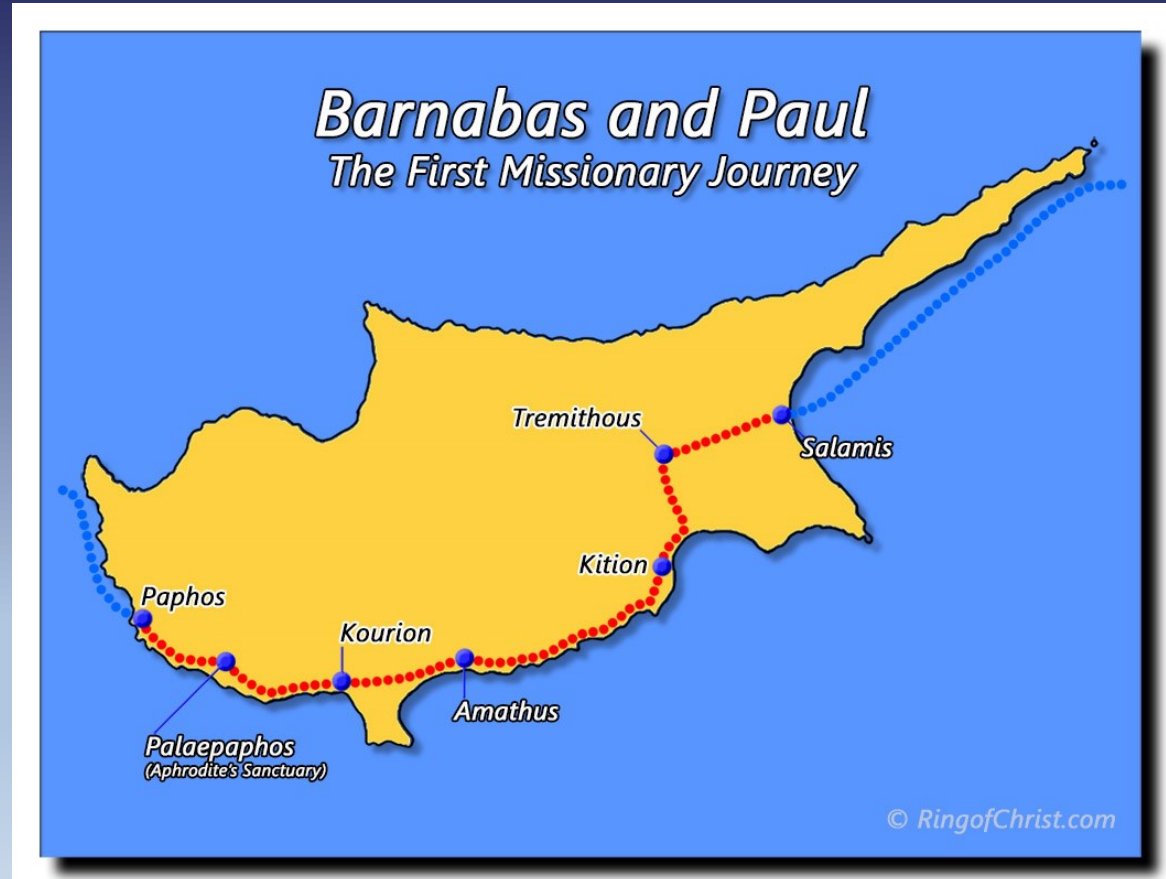 Barnabas and Paul
The First Missionary Journey
Tremithous
Salamis
Kition
Paphos
Kourion
Amathus
Palaepaphos
(Aphrodite's Sanctuary)
© RingofChrist.com